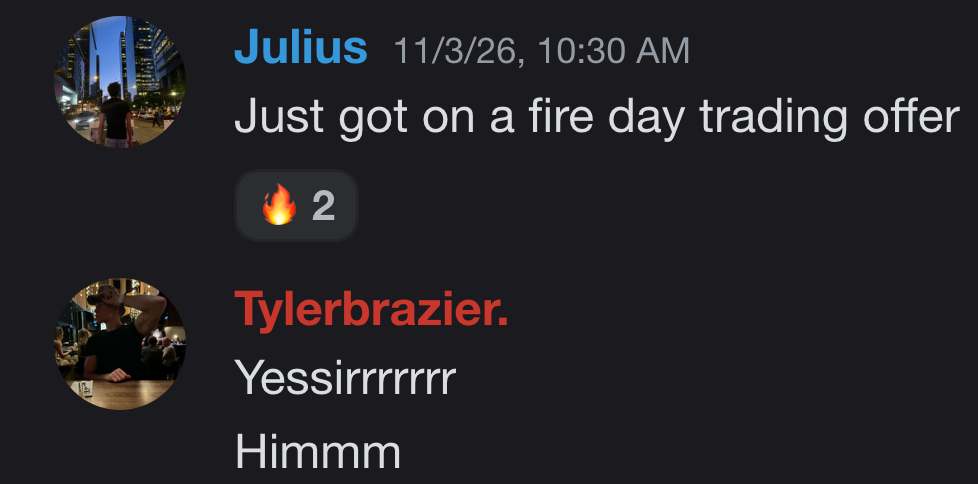 Julius 11/3/26, 10:30 AM
Just got on a fire day trading offer
🔥 2
Tylerbrazier.
Yessirrrrrrr
Himmm